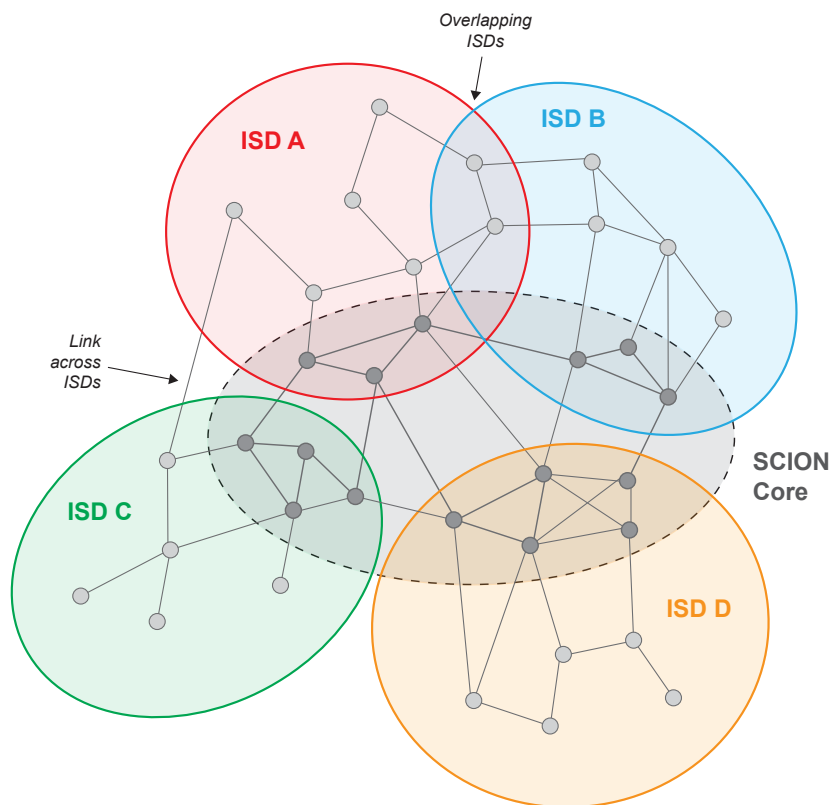 Overlapping
ISDs
ISD A
ISD B
Link
across
ISDs
SCION
Core
ISD C
ISD D